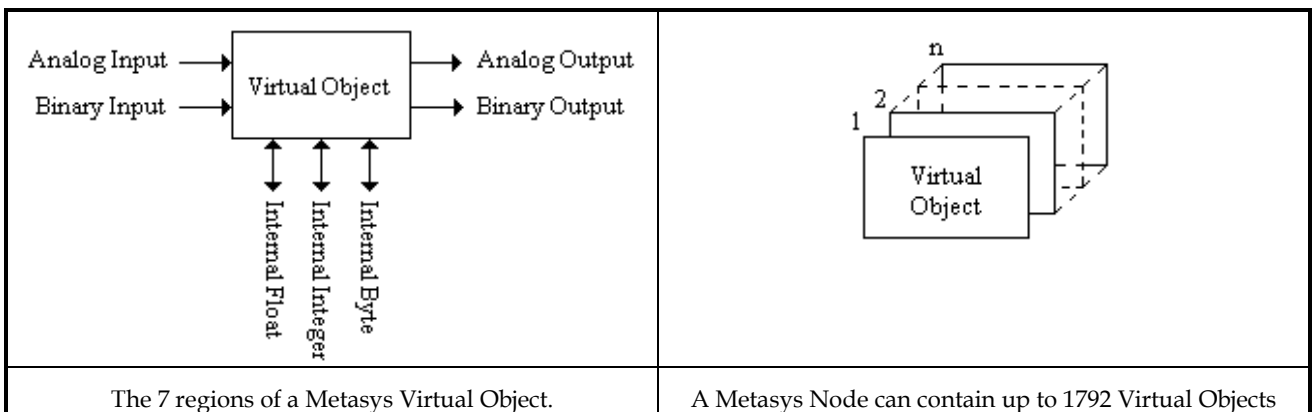 Analog Input
Binary Input
Virtual Object
Analog Output
Binary Output
Internal Float
Internal Integer
Internal Byte
The 7 regions of a Metasys Virtual Object.
n
2
1
Virtual
Object
A Metasys Node can contain up to 1792 Virtual Objects